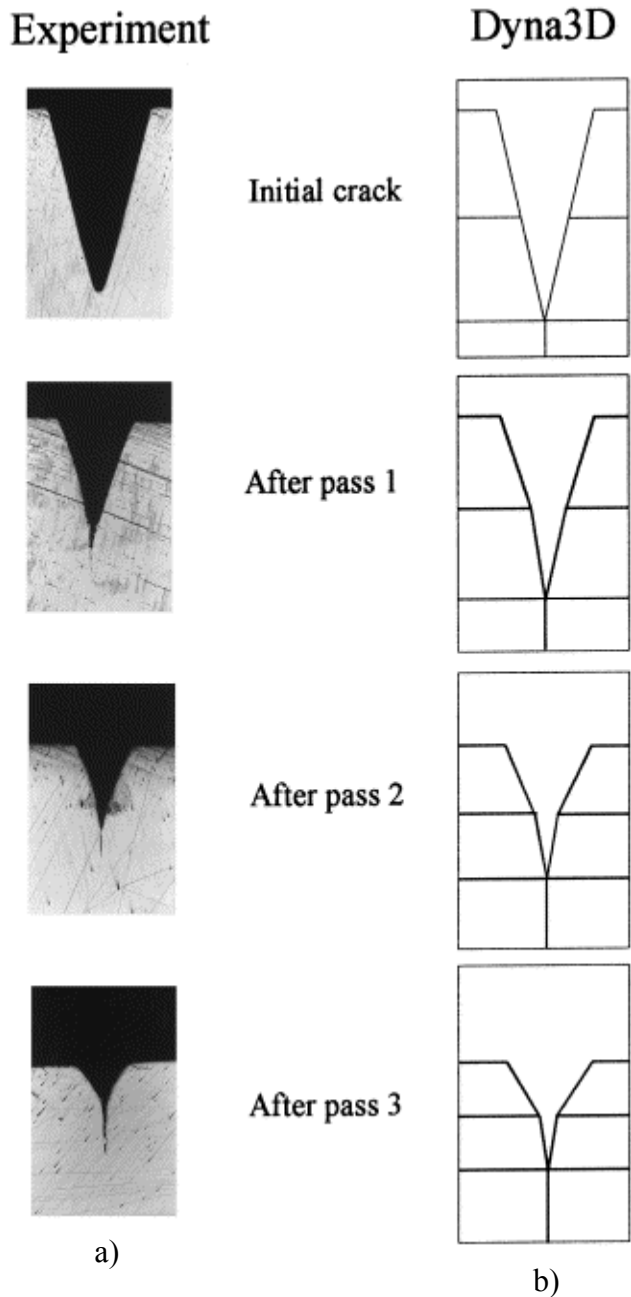 Experiment
Dyna3D
Initial crack
After pass 1
After pass 2
After pass 3
a)
b)